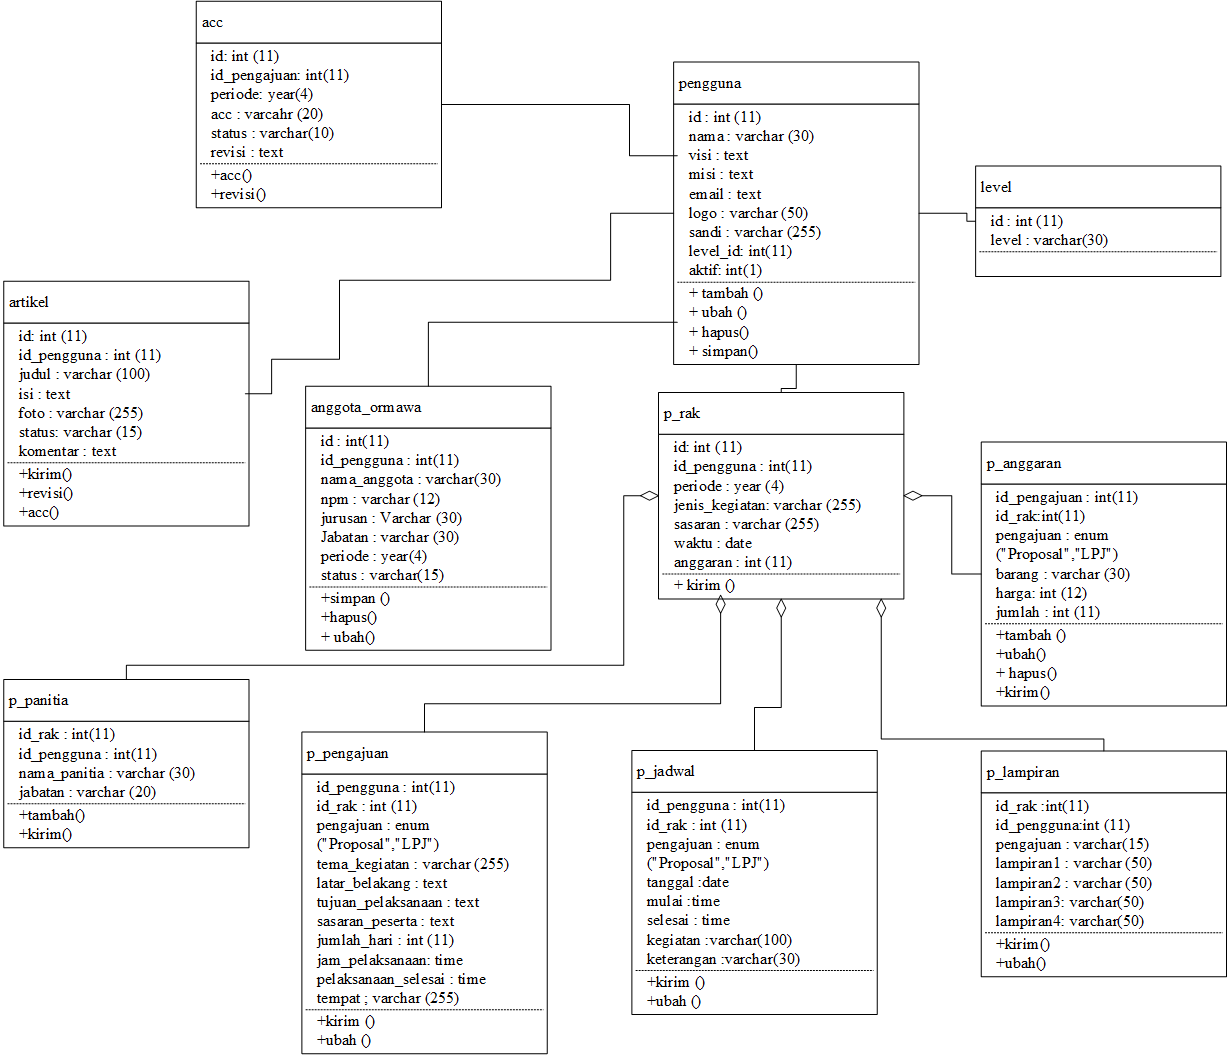 acc
id: int (11)
id_pengajuan: int(11)
periode: year(4)
acc : varcahr (20)
status : varchar(10)
revisi : text
+acc()
+revisi()
pengguna
id : int (11)
nama : varchar (30)
visi : text
misi : text
email : text
logo : varchar (50)
sandi : varchar (255)
level_id: int(11)
aktif: int(1)
+ tambah ()
+ ubah ()
+ hapus()
+ simpan()
level
id : int (11)
level : varchar(30)
artikel
id: int (11)
id_pengguna : int (11)
judul : varchar (100)
isi : text
foto : varchar (255)
status: varchar (15)
komentar : text
+kirim()
+revisi()
+acc()
anggota_ormawa
id : int(11)
id_pengguna : int(11)
nama_anggota : varchar(30)
npm : varchar (12)
jurusan : Varchar (30)
Jabatan : varchar (30)
periode : year(4)
status : varchar(15)
+simpan ()
+hapus()
+ ubah()
p_rak
id: int (11)
id_pengguna : int(11)
periode : year (4)
jenis_kegiatan: varchar (255)
sasaran : varchar (255)
waktu : date
anggaran : int (11)
+ kirim ()
p_anggaran
id_pengajuan : int(11)
id_rak:int(11)
pengajuan : enum
("Proposal","LPJ")
barang : varchar (30)
harga: int (12)
jumlah : int (11)
+tambah ()
+ubah()
+ hapus()
+kirim()
p_panitia
id_rak : int(11)
id_pengguna : int(11)
nama_panitia : varchar (30)
jabatan : varchar (20)
+tambah()
+kirim()
p_pengajuan
id_pengguna : int(11)
id_rak : int (11)
pengajuan : enum
("Proposal","LPJ")
tema_kegiatan : varchar (255)
latar_belakang : text
tujuan_pelaksanaan : text
sasaran_peserta : text
jumlah_hari : int (11)
jam_pelaksanaan: time
pelaksanaan_selesai : time
tempat ; varchar (255)
+kirim ()
+ubah ()
p_jadwal
id_pengguna : int(11)
id_rak : int (11)
pengajuan : enum
("Proposal","LPJ")
tanggal :date
mulai :time
selesai : time
kegiatan :varchar(100)
keterangan :varchar(30)
+kirim ()
+ubah ()
p_lampiran
id_rak :int(11)
id_pengguna:int (11)
pengajuan : varchar(15)
lampiran1 : varchar (50)
lampiran2 : varchar (50)
lampiran3: varchar(50)
lampiran4: varchar(50)
+kirim()
+ubah()